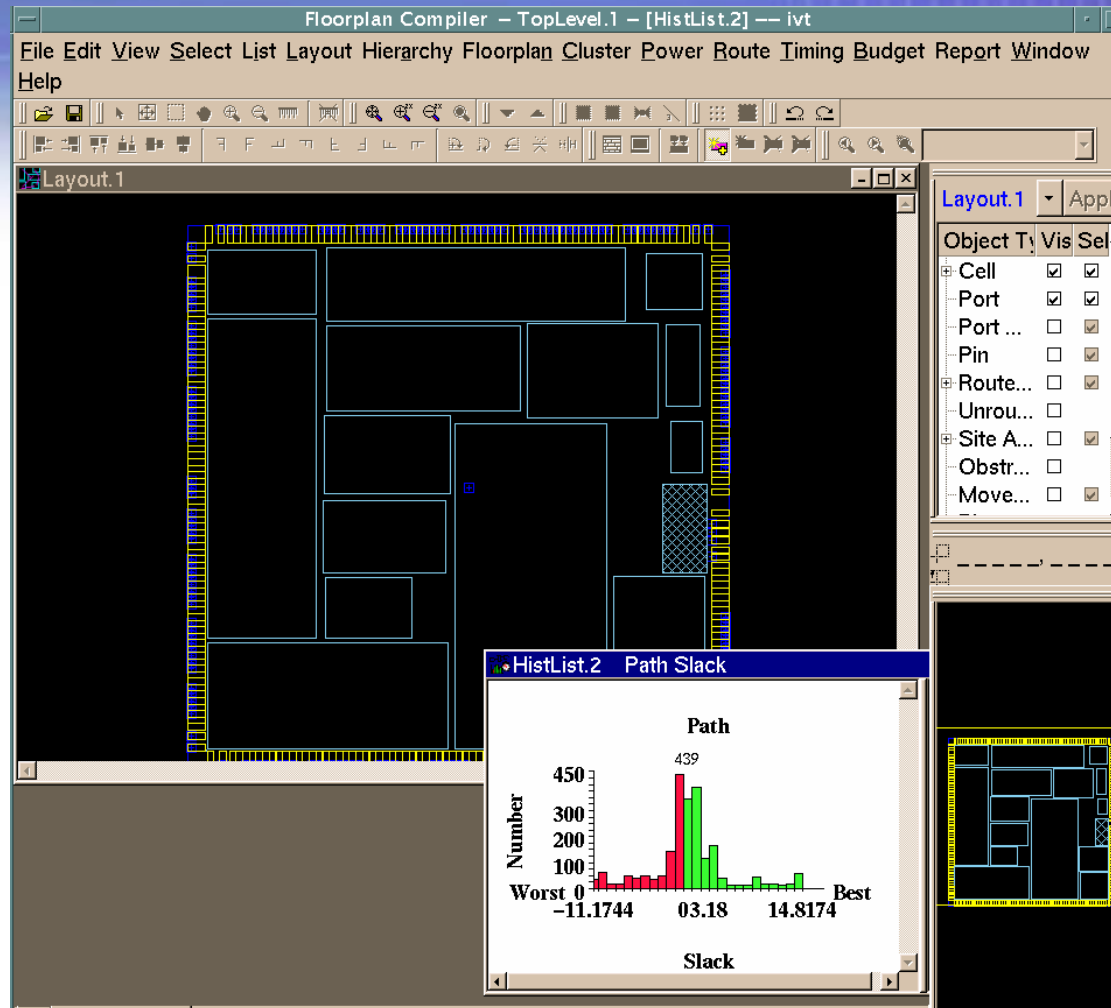 Floorplan Compiler – TopLevel.1 – [HistList.2] –– ivt
File Edit View Select List Layout Hierarchy Floorplan Cluster Power Route Timing Budget Report Window
Help
Layout.1
Layout.1 Appl
Object Ty Vis Sel
Cell
Port
Port ...
Pin
Route...
Unrou...
Site A...
Obstr...
Move...
HistList.2 Path Slack
Path
439
450
300
200
100
0
Number
Worst Best
−11.1744 03.18 14.8174
Slack